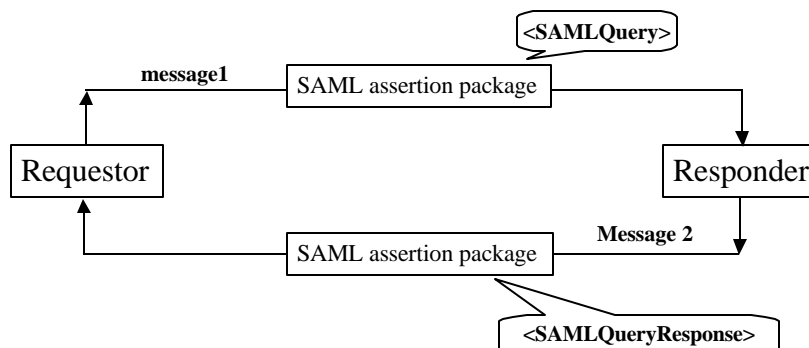 <SAMLQuery>
message1
SAML assertion package
Requestor
Responder
Message 2
SAML assertion package
<SAMLQueryResponse>